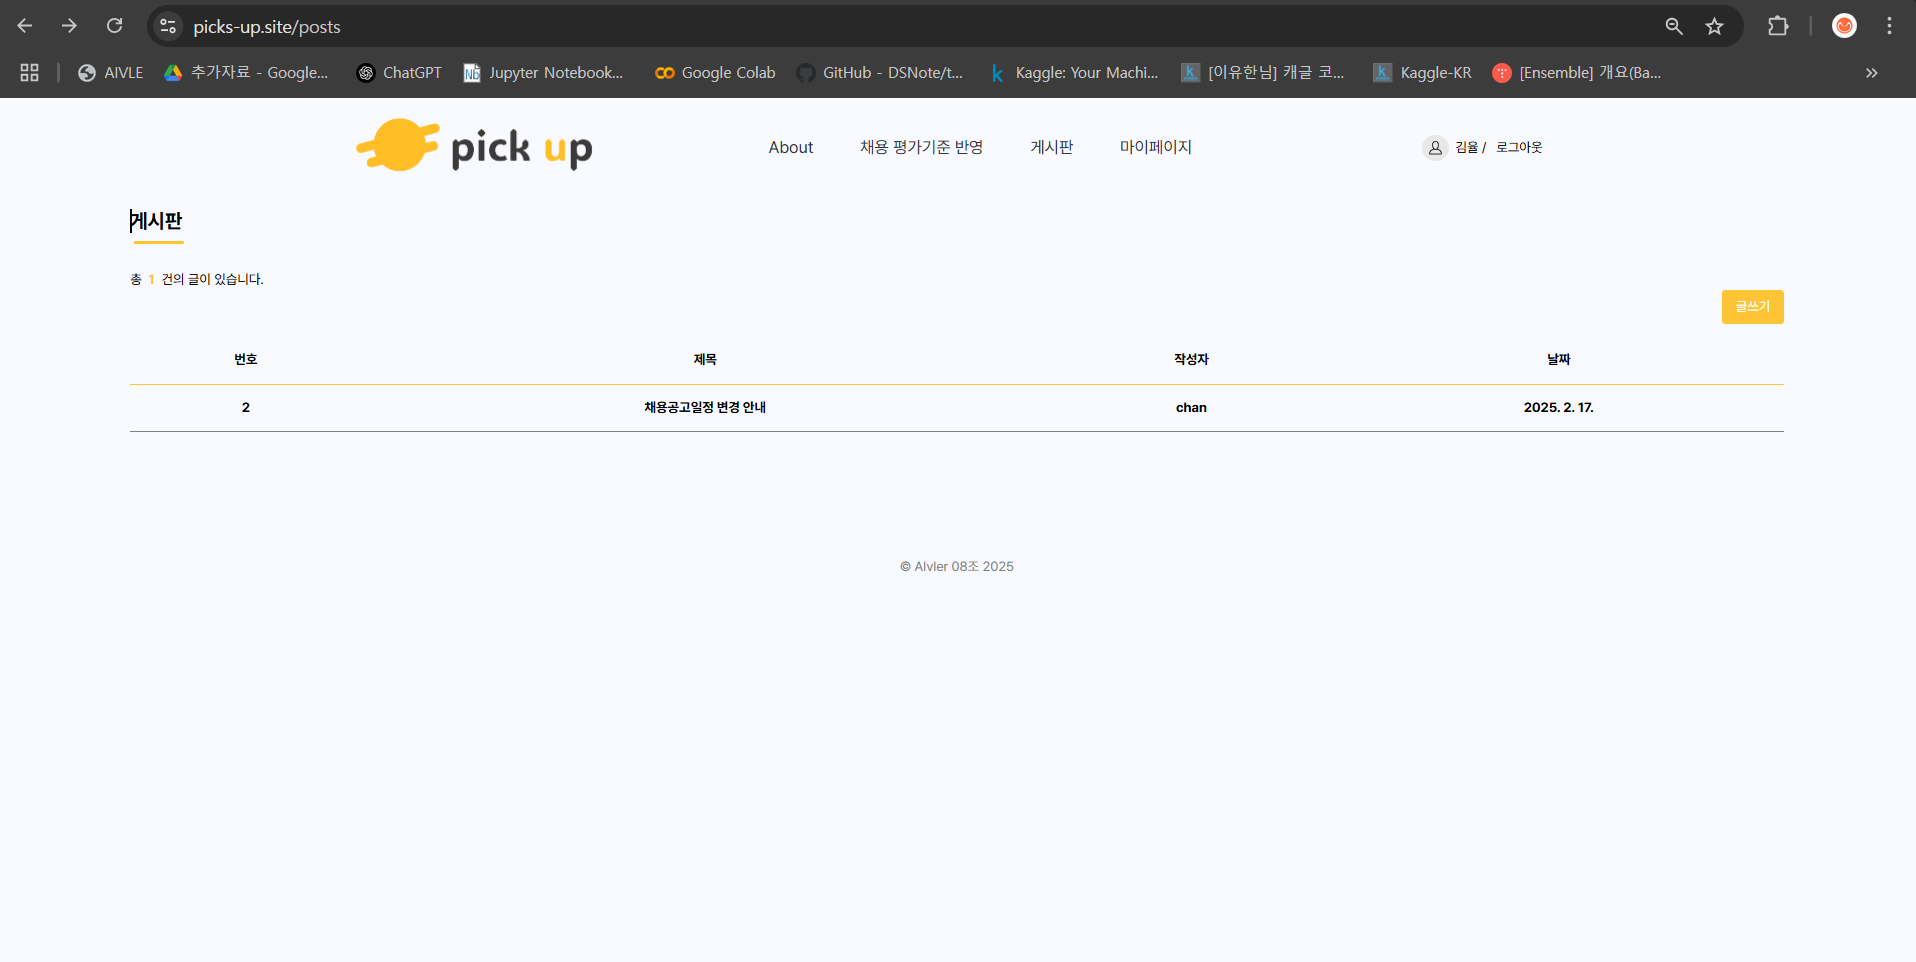 picks-up.site/posts
AIVLE 추가자료 - Google... ChatGPT Jupyter Notebook... Google Colab GitHub - DSNote/t... Kaggle: Your Machi... [이유한님] 캐글 코... Kaggle-KR [Ensemble] 개요(Ba...
pick up About 채용 평가기준 반영 게시판 마이페이지 김율 / 로그아웃
게시판
총 1 건의 글이 있습니다.
글쓰기
번호 제목 작성자 날짜
2 채용공고일정 변경 안내 chan 2025. 2. 17.
© AIvler 08조 2025